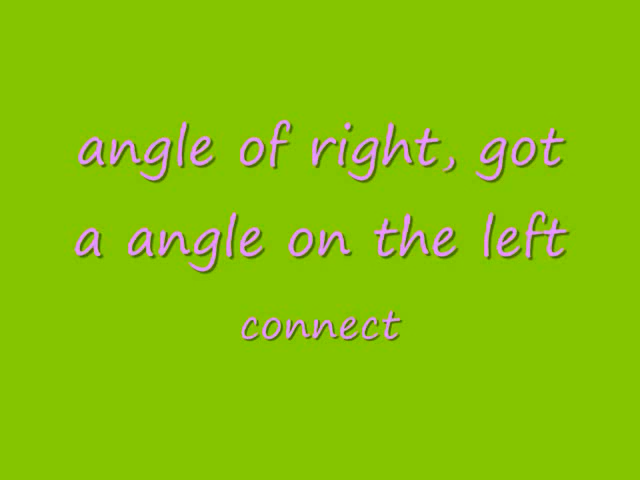 angle of right, got
a angle on the left
connect